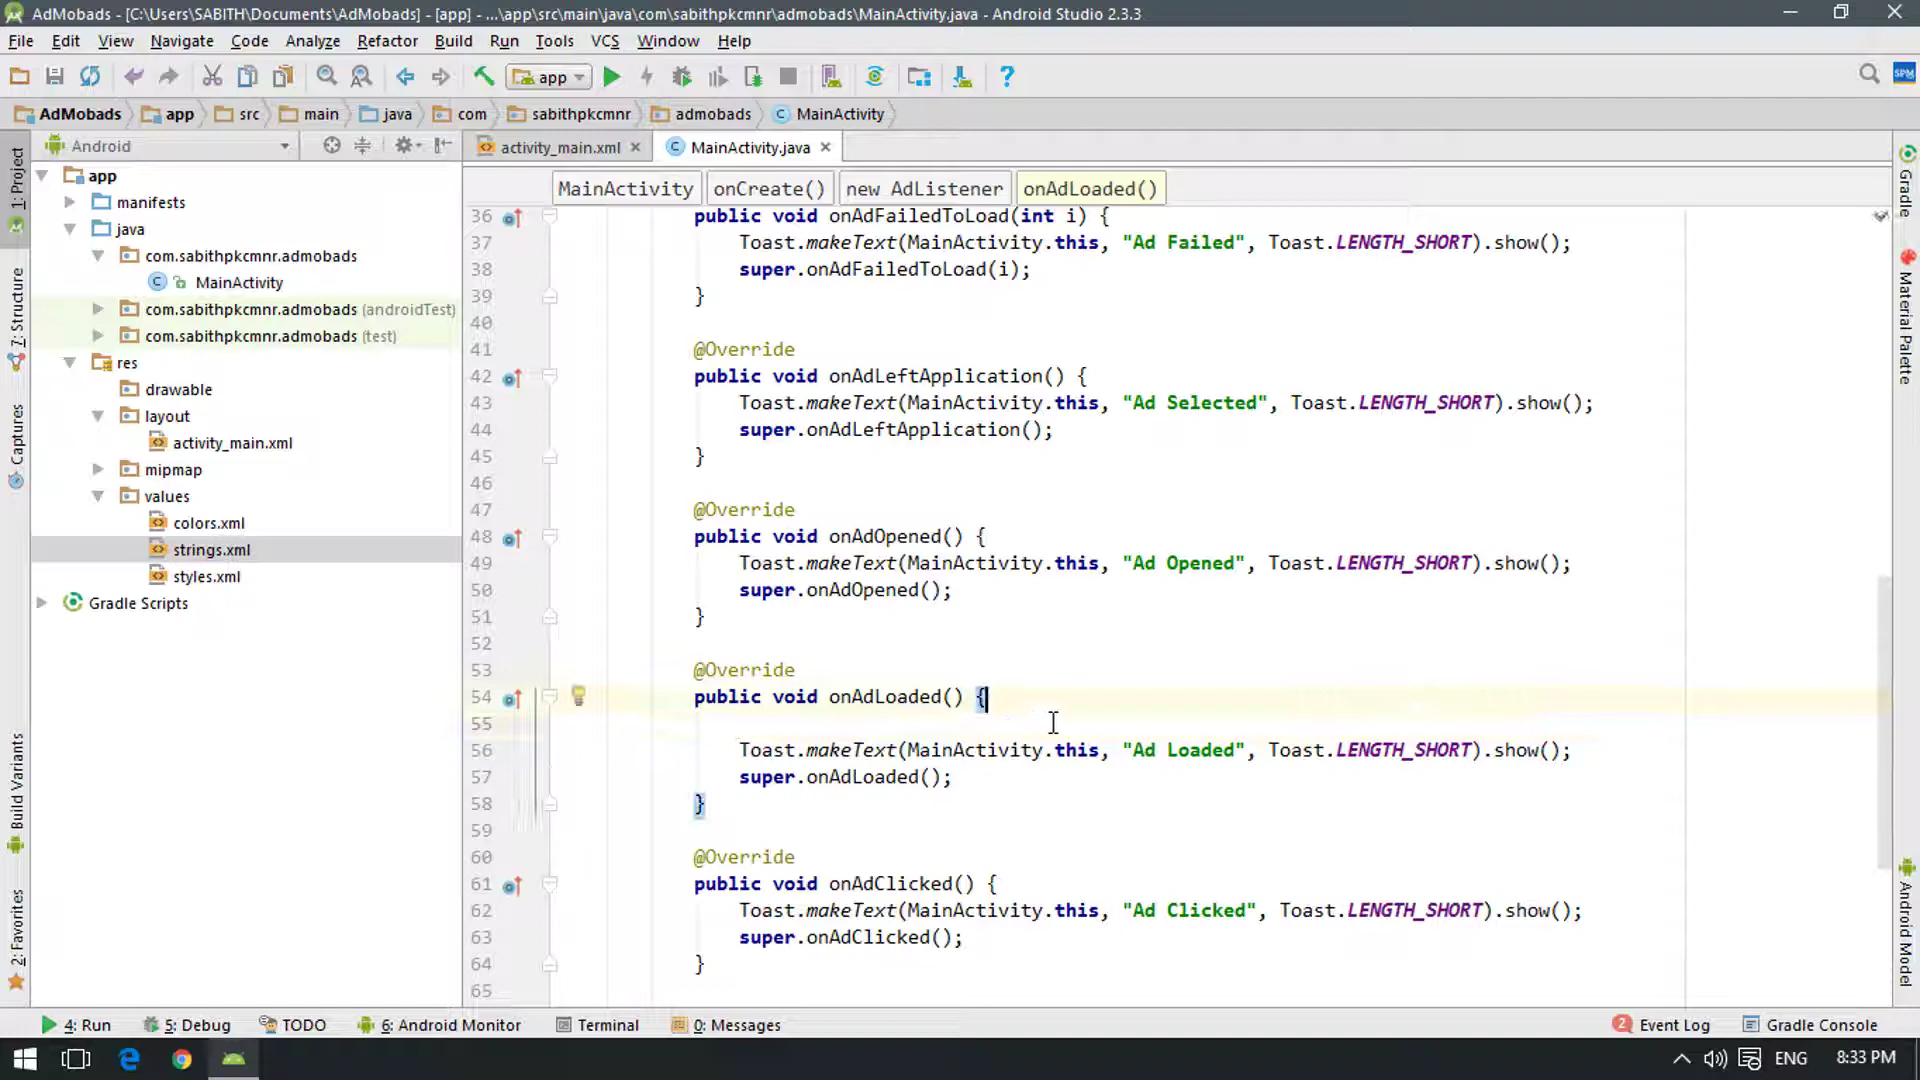 AdMobads - [C:\Users\SABITH\Documents\AdMobads] - [app] - ...\app\src\main\java\com\sabithpkcmnr\admobads\MainActivity.java - Android Studio 2.3.3
File Edit View Navigate Code Analyze Refactor Build Run Tools VCS Window Help
app
SPM
AdMobads app src main java com sabithpkcmnr admobads MainActivity
Android
activity_main.xml MainActivity.java
MainActivity onCreate() new AdListener onAdLoaded()
1: Project
7: Structure
Captures
Build Variants
2: Favorites
app
manifests
java
com.sabithpkcmnr.admobads
MainActivity
com.sabithpkcmnr.admobads (androidTest)
com.sabithpkcmnr.admobads (test)
res
drawable
layout
activity_main.xml
mipmap
values
colors.xml
strings.xml
styles.xml
Gradle Scripts
36 public void onAdFailedToLoad(int i) {
37 Toast.makeText(MainActivity.this, "Ad Failed", Toast.LENGTH_SHORT).show();
38 super.onAdFailedToLoad(i);
39 }
40
41 @Override
42 public void onAdLeftApplication() {
43 Toast.makeText(MainActivity.this, "Ad Selected", Toast.LENGTH_SHORT).show();
44 super.onAdLeftApplication();
45 }
46
47 @Override
48 public void onAdOpened() {
49 Toast.makeText(MainActivity.this, "Ad Opened", Toast.LENGTH_SHORT).show();
50 super.onAdOpened();
51 }
52
53 @Override
54 public void onAdLoaded() {
55
56 Toast.makeText(MainActivity.this, "Ad Loaded", Toast.LENGTH_SHORT).show();
57 super.onAdLoaded();
58 }
59
60 @Override
61 public void onAdClicked() {
62 Toast.makeText(MainActivity.this, "Ad Clicked", Toast.LENGTH_SHORT).show();
63 super.onAdClicked();
64 }
65
Gradle
Material Palette
Android Model
4: Run 5: Debug TODO 6: Android Monitor Terminal 0: Messages 2 Event Log Gradle Console
ENG 8:33 PM